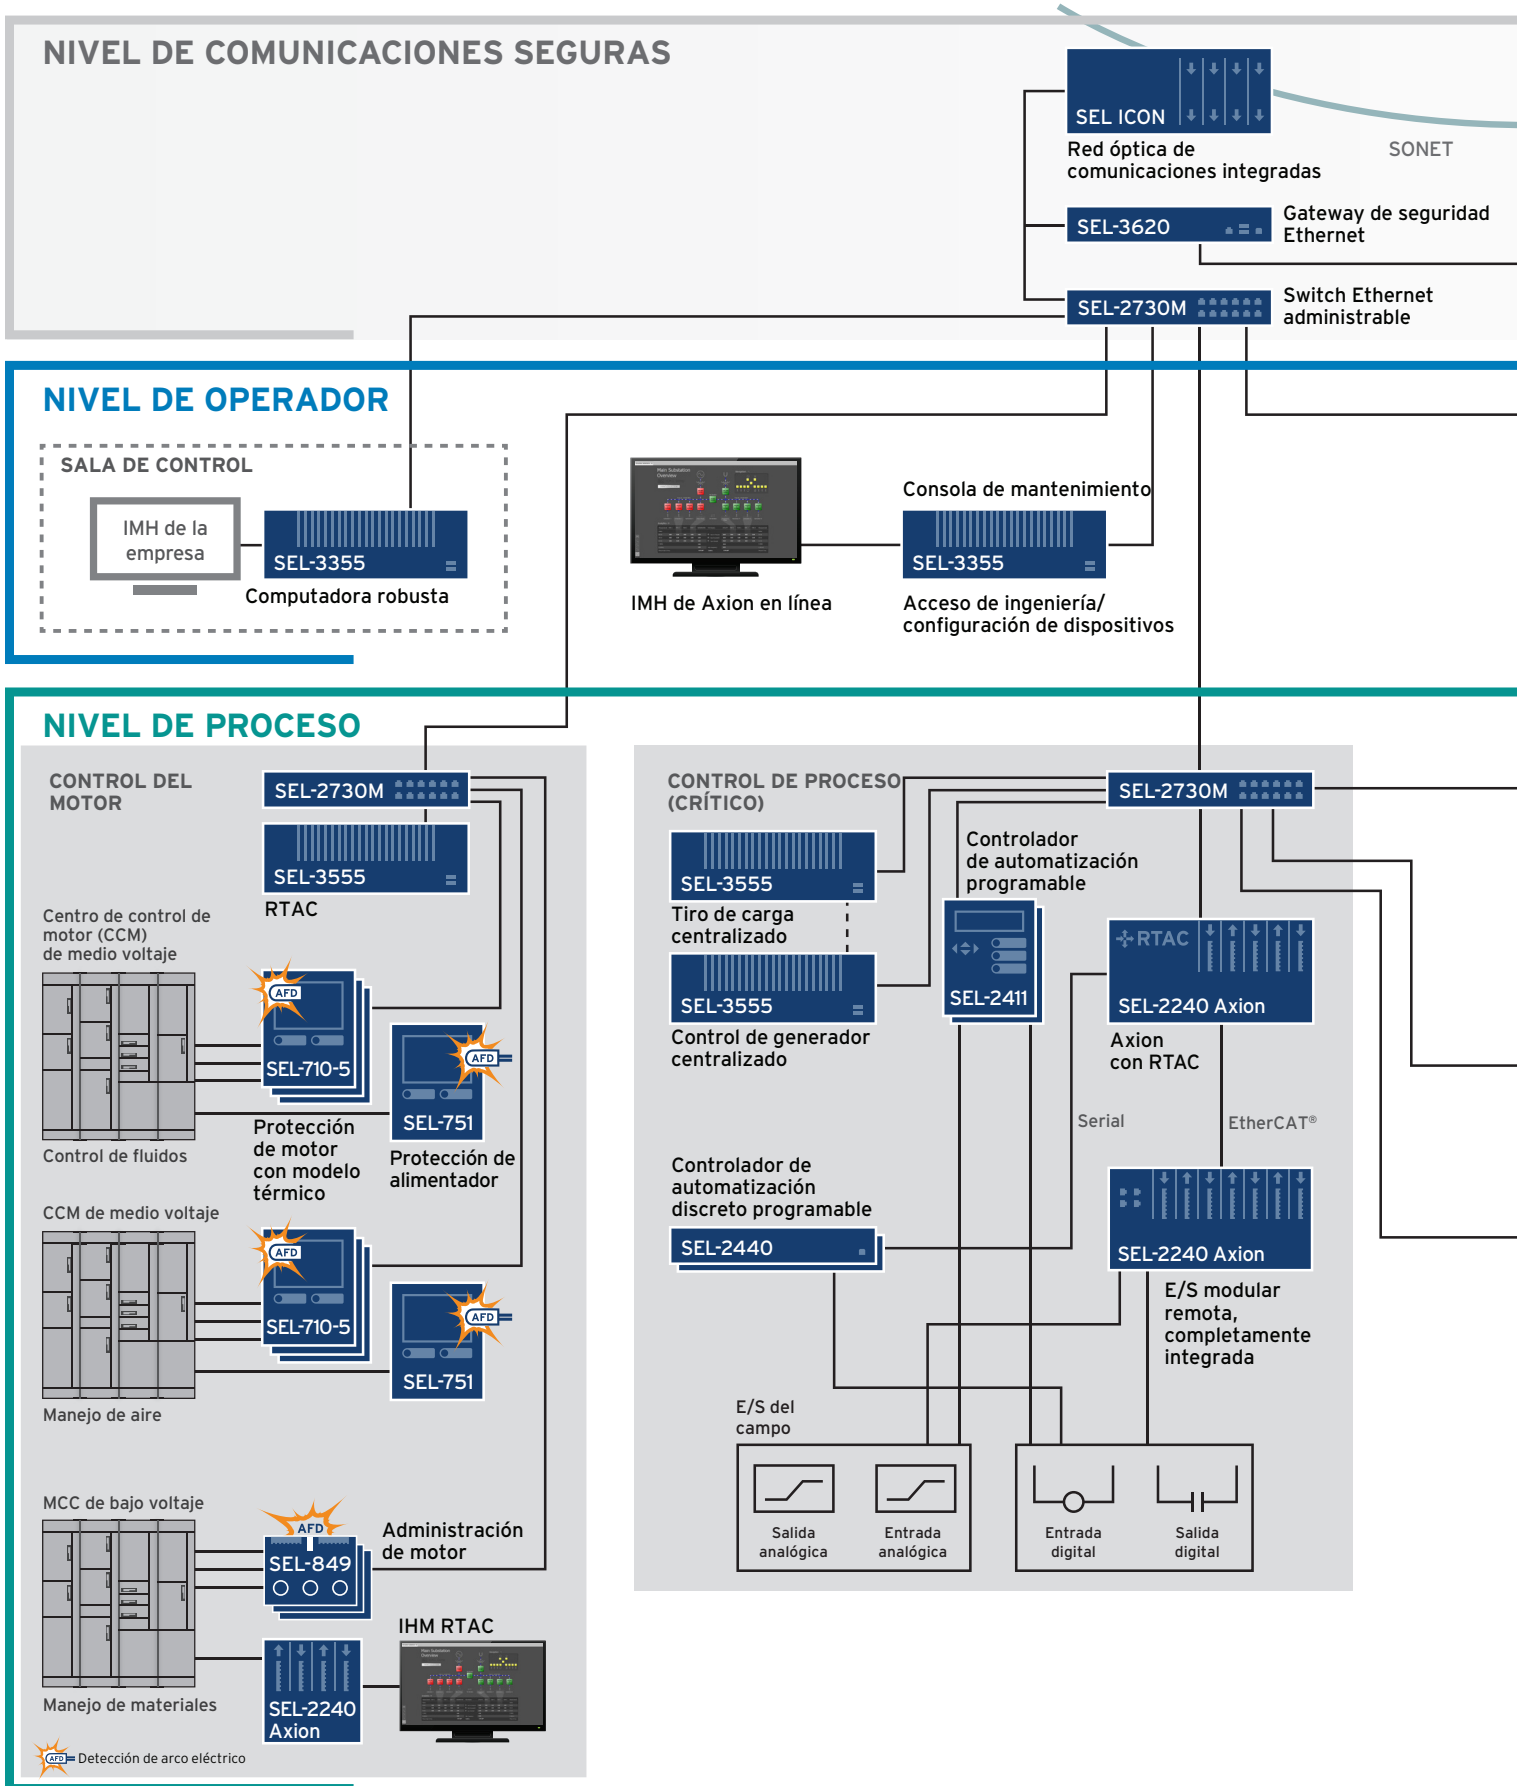 NIVEL DE COMUNICACIONES SEGURAS
SEL ICON
Red óptica de
comunicaciones integradas
SONET
SEL-3620
Gateway de seguridad
Ethernet
SEL-2730M
Switch Ethernet
administrable
NIVEL DE OPERADOR
SALA DE CONTROL
IMH de la
empresa
SEL-3355
Computadora robusta
Main Substation
Overview
IMH de Axion en línea
Consola de mantenimiento
SEL-3355
Acceso de ingeniería/
configuración de dispositivos
NIVEL DE PROCESO
CONTROL DEL
MOTOR
SEL-2730M
SEL-3555
RTAC
Centro de control de
motor (CCM)
de medio voltaje
AFD
SEL-710-5
AFD
SEL-751
Control de fluidos
Protección
de motor
con modelo
térmico
Protección de
alimentador
CCM de medio voltaje
AFD
SEL-710-5
AFD
SEL-751
Manejo de aire
MCC de bajo voltaje
AFD
SEL-849
Administración
de motor
IHM RTAC
SEL-2240
Axion
Main Substation
Overview
Manejo de materiales
AFD
Detección de arco eléctrico
CONTROL DE PROCESO
(CRÍTICO)
SEL-2730M
SEL-3555
Tiro de carga
centralizado
SEL-3555
Control de generador
centralizado
Controlador
de automatización
programable
SEL-2411
RTAC
SEL-2240 Axion
Axion
con RTAC
Serial
EtherCAT®
Controlador de
automatización
discreto programable
SEL-2440
SEL-2240 Axion
E/S modular
remota,
completamente
integrada
E/S del
campo
Salida
analógica
Entrada
analógica
Entrada
digital
Salida
digital